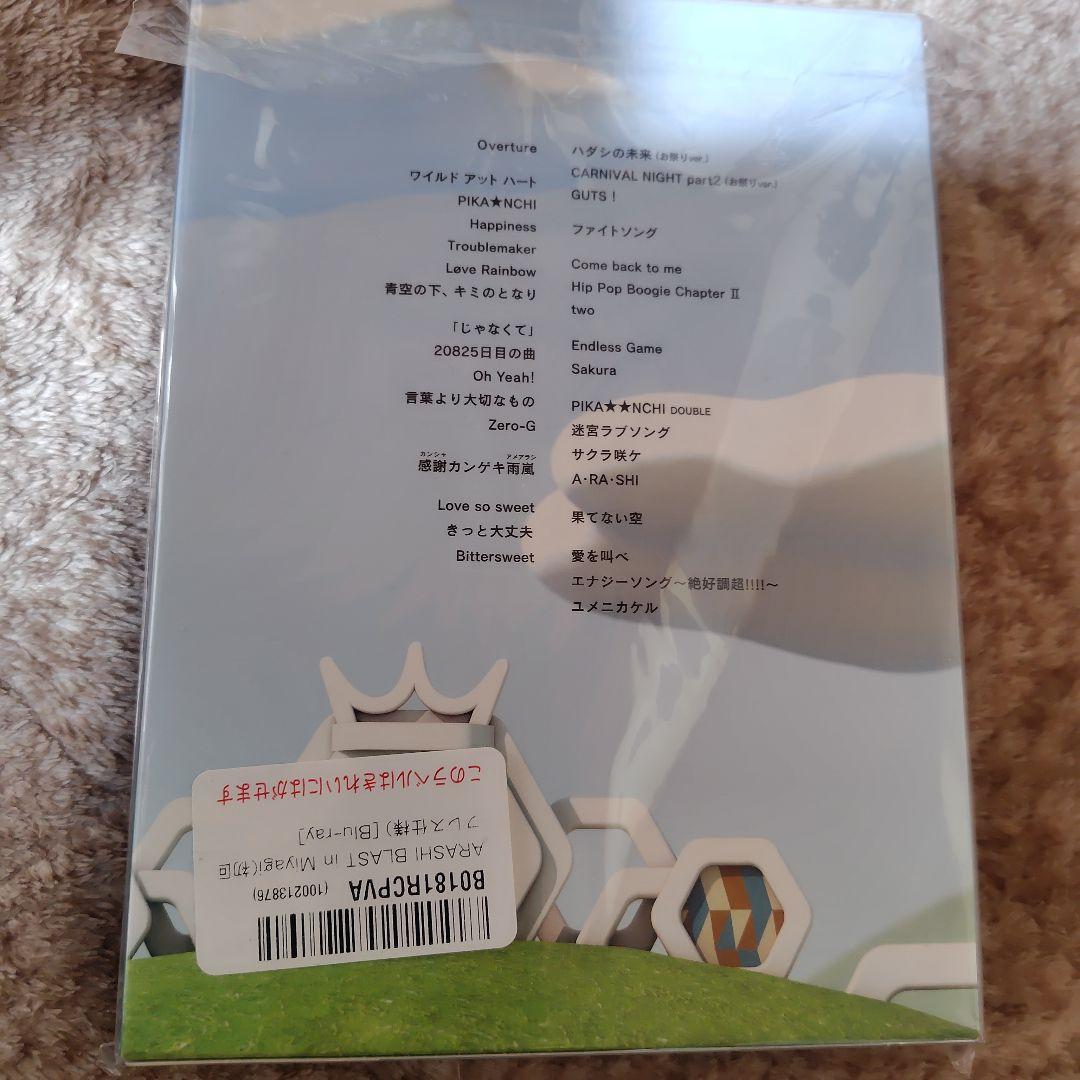 Overture
ワイルド アット ハート
PIKA★NCHI
Happiness
Troublemaker
Løve Rainbow
青空の下、キミのとなり
「じゃなくて」
20825日目の曲
Oh Yeah!
言葉より大切なもの
Zero-G
カンシャ アメアラシ
感謝カンゲキ雨嵐
Love so sweet
きっと大丈夫
Bittersweet
ハダシの未来 (お祭りver.)
CARNIVAL NIGHT part2 (お祭りver.)
GUTS !
ファイトソング
Come back to me
Hip Pop Boogie Chapter Ⅱ
two
Endless Game
Sakura
PIKA★★NCHI DOUBLE
迷宮ラブソング
サクラ咲ケ
A・RA・SHI
果てない空
愛を叫べ
エナジーソング〜絶好調超!!!!〜
ユメニカケル
B0181RCPVA (100213876)
ARASHI BLAST in Miyagi(初回
プレス仕様) [Blu-ray]
このラベルはきれいにはがせます